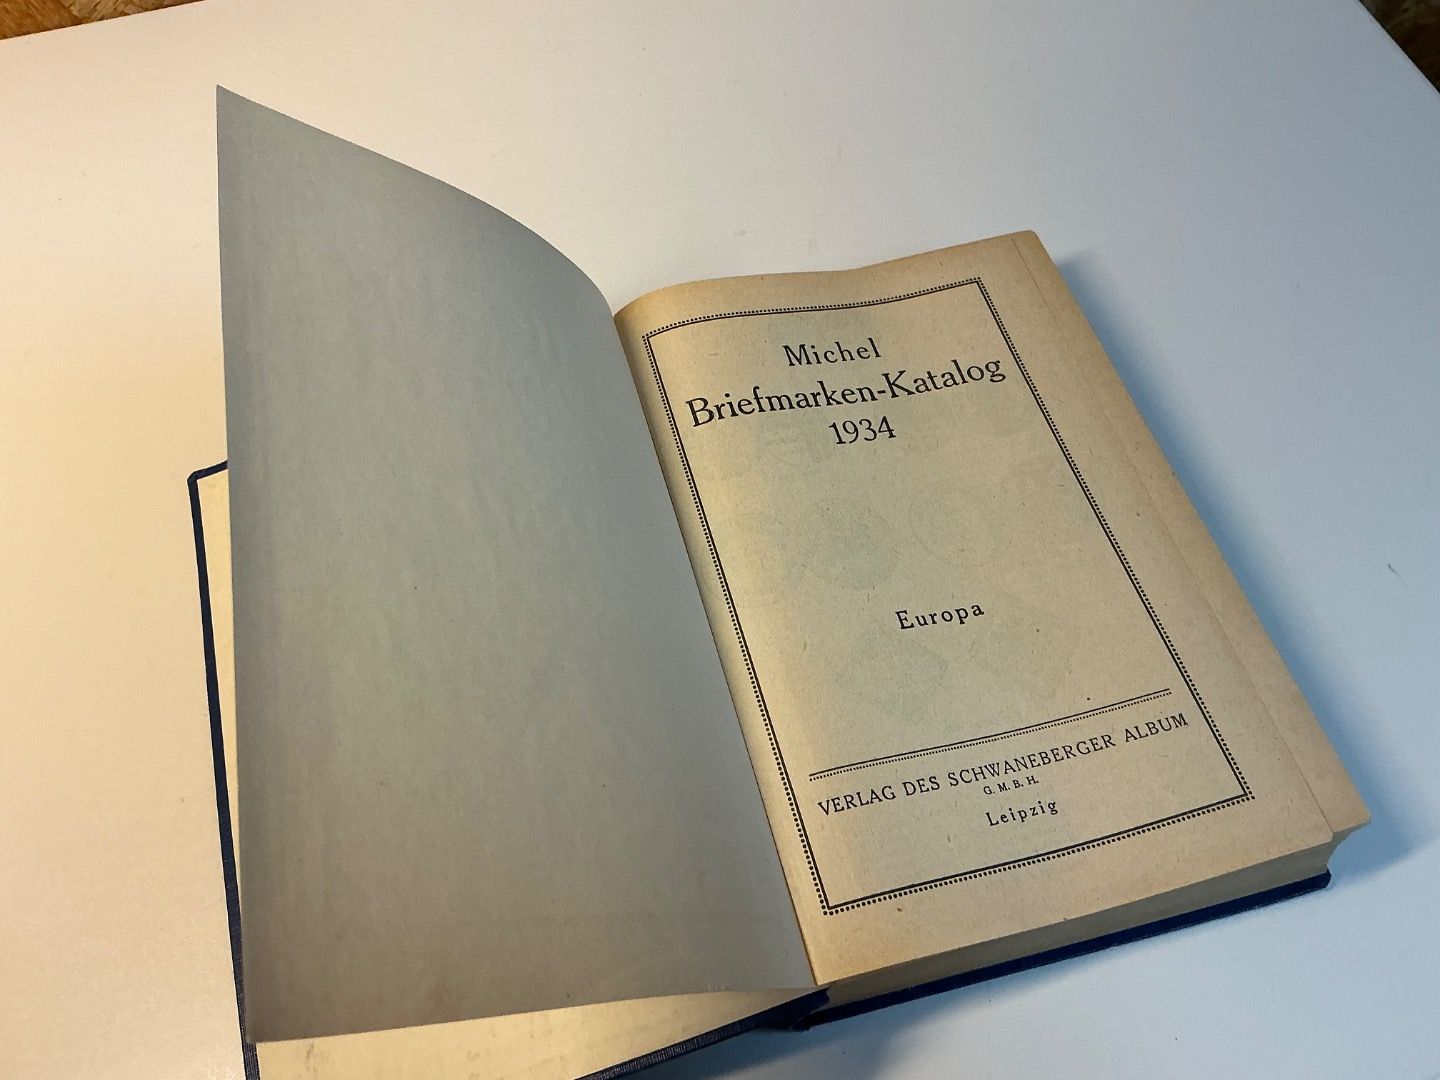 Michel
Briefmarken-Katalog
1934
Europa
VERLAG DES SCHWANEBERGER ALBUM
G. M. B. H.
Leipzig